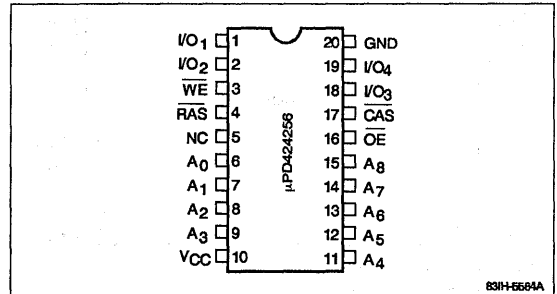 I/O1 1 20 GND
I/O2 2 19 I/O4
WE 3 18 I/O3
RAS 4 17 CAS
NC 5 16 OE
A0 6 15 A8
A1 7 14 A7
A2 8 13 A6
A3 9 12 A5
VCC 10 11 A4
μPD424256
83IH-5584A